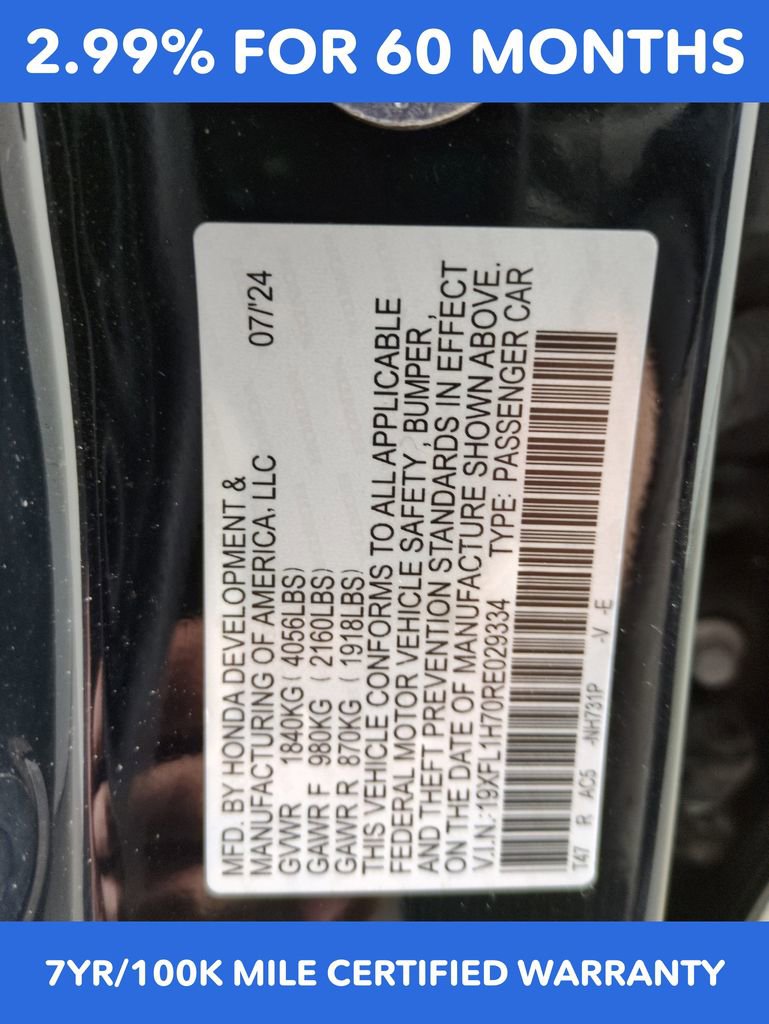 2.99% FOR 60 MONTHS
MFD. BY HONDA DEVELOPMENT &
MANUFACTURING OF AMERICA, LLC 07/'24
GVWR 1840KG ( 4056LBS)
GAWR F 980KG ( 2160LBS)
GAWR R 870KG ( 1918LBS)
THIS VEHICLE CONFORMS TO ALL APPLICABLE
FEDERAL MOTOR VEHICLE SAFETY , BUMPER ,
AND THEFT PREVENTION STANDARDS IN EFFECT
ON THE DATE OF MANUFACTURE SHOWN ABOVE.
V.I.N.: 19XFL1H70RE029334 TYPE: PASSENGER CAR
T47 R AC5 -NH731P -V -E
7YR/100K MILE CERTIFIED WARRANTY